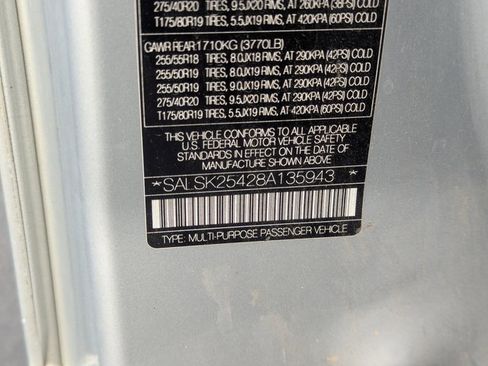 275/40R20 TIRES, 9.5JX20 RIMS, AT 260KPA (38PSI) COLD
T175/80R19 TIRES, 5.5JX19 RIMS, AT 420KPA (60PSI) COLD
GAWR REAR 1710KG (3770LB)
255/55R18 TIRES, 8.0JX18 RIMS, AT 290KPA (42PSI) COLD
255/50R19 TIRES, 8.0JX19 RIMS, AT 290KPA (42PSI) COLD
255/50R19 TIRES, 9.0JX19 RIMS, AT 290KPA (42PSI) COLD
275/40R20 TIRES, 9.5JX20 RIMS, AT 290KPA (42PSI) COLD
T175/80R19 TIRES, 5.5JX19 RIMS, AT 420KPA (60PSI) COLD
THIS VEHICLE CONFORMS TO ALL APPLICABLE
U.S. FEDERAL MOTOR VEHICLE SAFETY
STANDARDS IN EFFECT ON THE DATE OF
MANUFACTURE SHOWN ABOVE.
*SALSK25428A135943*
TYPE: MULTI-PURPOSE PASSENGER VEHICLE